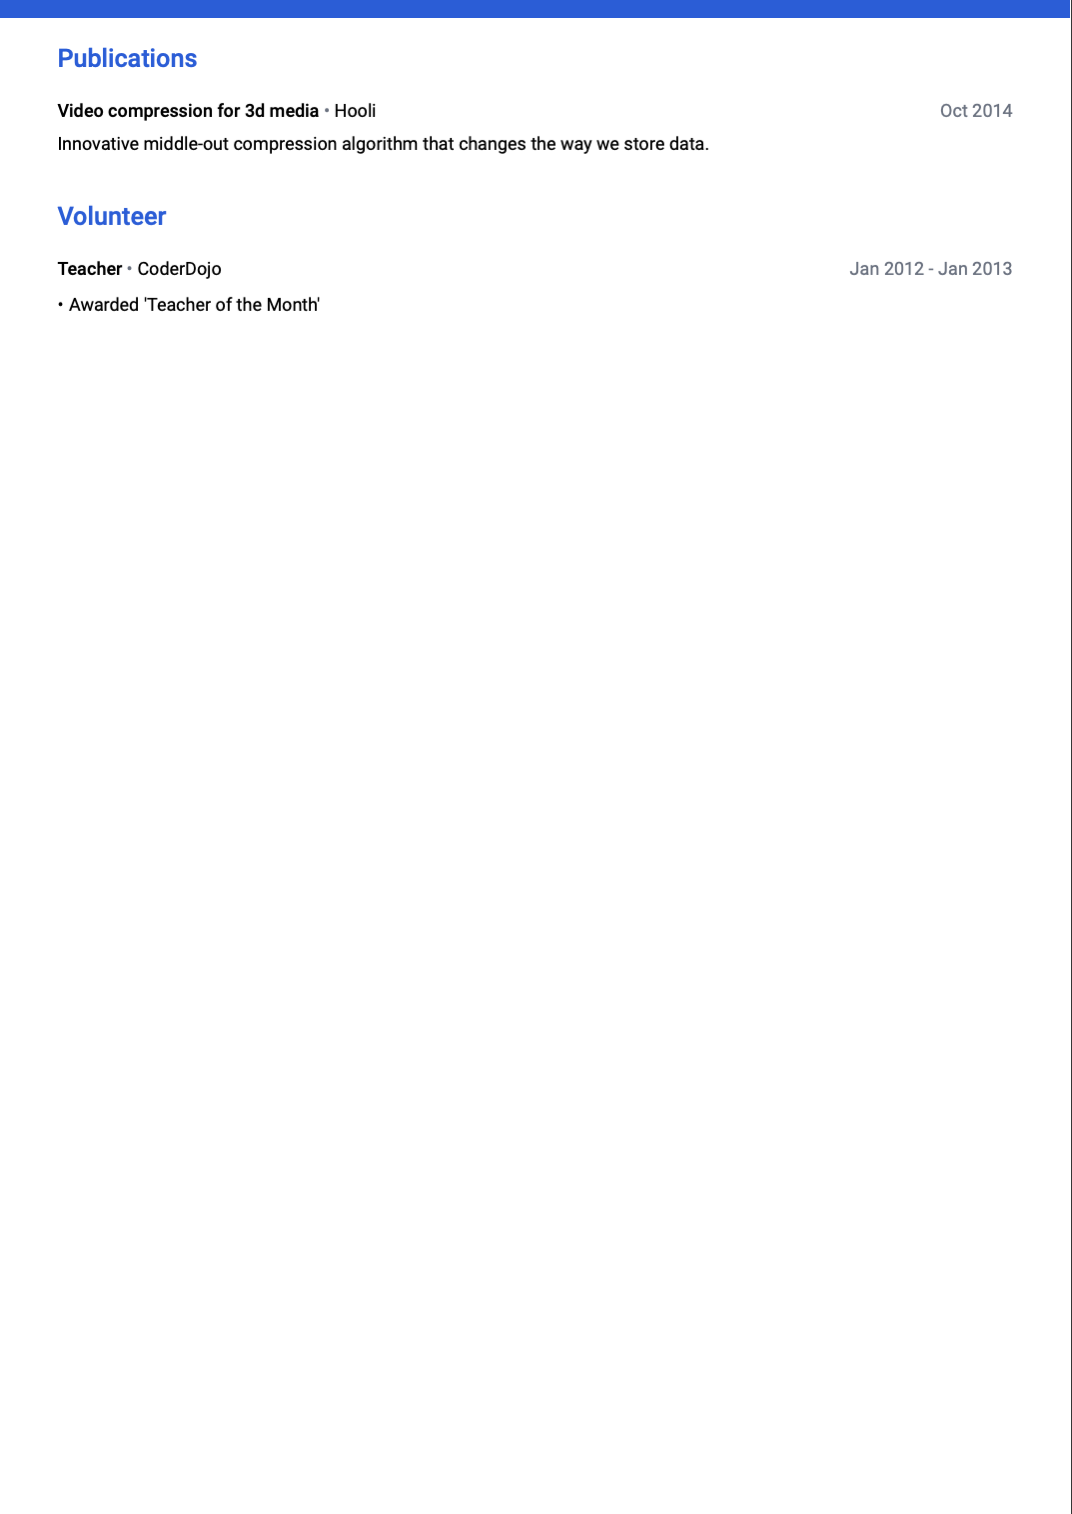 Publications
Video compression for 3d media • Hooli Oct 2014
Innovative middle-out compression algorithm that changes the way we store data.
Volunteer
Teacher • CoderDojo Jan 2012 - Jan 2013
• Awarded 'Teacher of the Month'